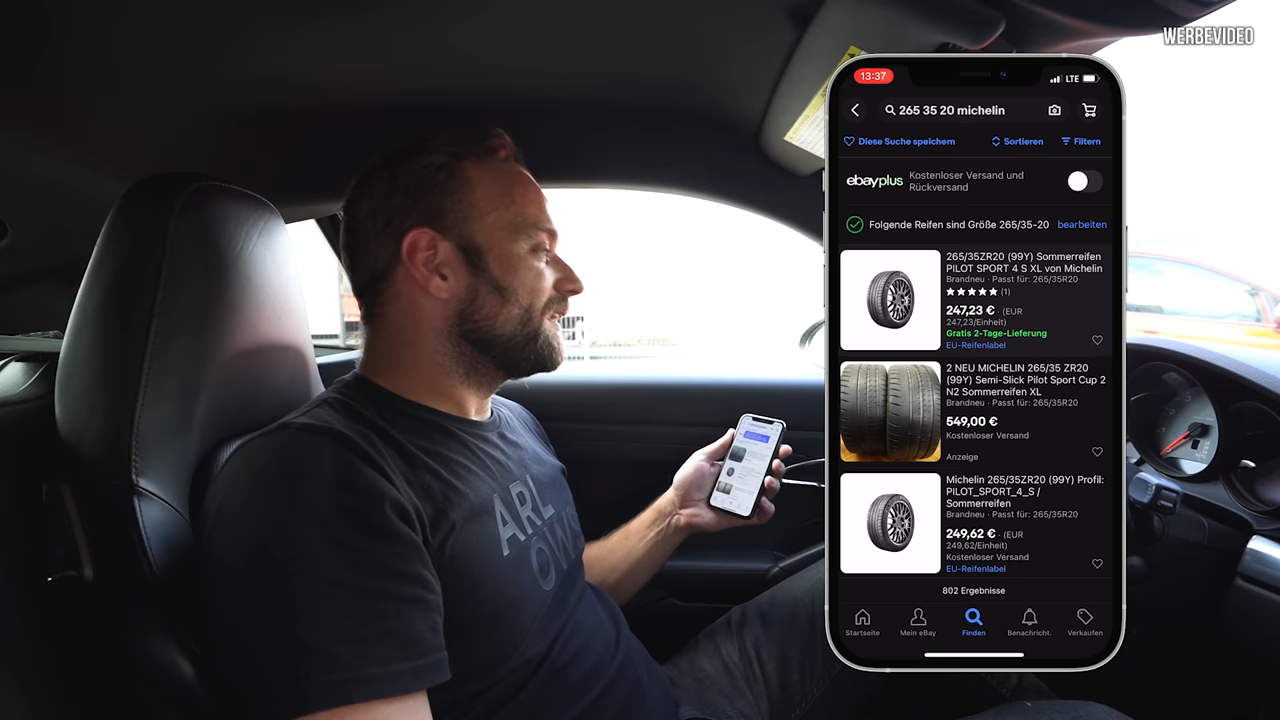 WERBEVIDEO
13:37
LTE
265 35 20 michelin
Diese Suche speichern
Sortieren
Filtern
ebayplus
Kostenloser Versand und
Rückversand
Folgende Reifen sind Größe 265/35-20
bearbeiten
265/35ZR20 (99Y) Sommerreifen
PILOT SPORT 4 S XL von Michelin
Brandneu · Passt für: 265/35R20
(1)
247,23 € · (EUR
247,23/Einheit)
Gratis 2-Tage-Lieferung
EU-Reifenlabel
2 NEU MICHELIN 265/35 ZR20
(99Y) Semi-Slick Pilot Sport Cup 2
N2 Sommerreifen XL
Brandneu · Passt für: 265/35R20
549,00 €
Kostenloser Versand
Anzeige
Michelin 265/35ZR20 (99Y) Profil:
PILOT_SPORT_4_S /
Sommerreifen
Brandneu · Passt für: 265/35R20
249,62 € · (EUR
249,62/Einheit)
Kostenloser Versand
EU-Reifenlabel
802 Ergebnisse
Startseite
Mein eBay
Finden
Benachricht.
Verkaufen
ARL